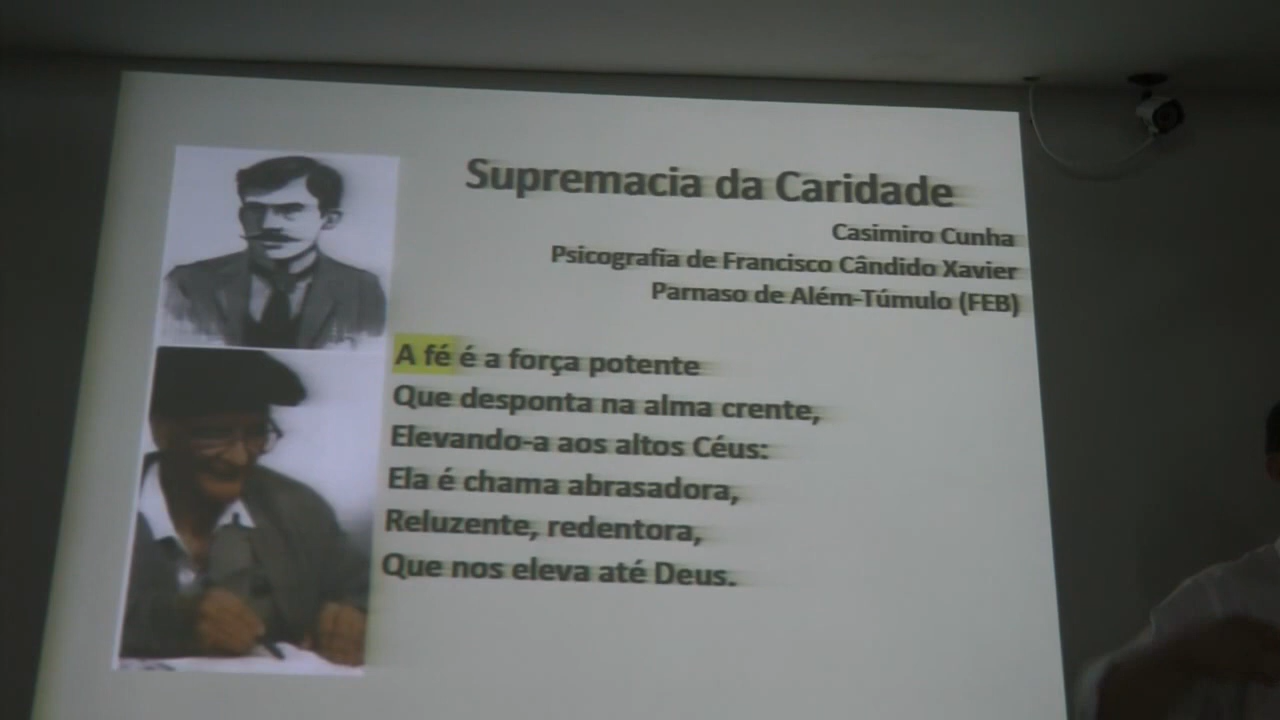 Supremacia da Caridade
Casimiro Cunha
Psicografia de Francisco Cândido Xavier
Parnaso de Além-Túmulo (FEB)
A fé é a força potente
Que desponta na alma crente,
Elevando-a aos altos Céus:
Ela é chama abrasadora,
Reluzente, redentora,
Que nos eleva até Deus.